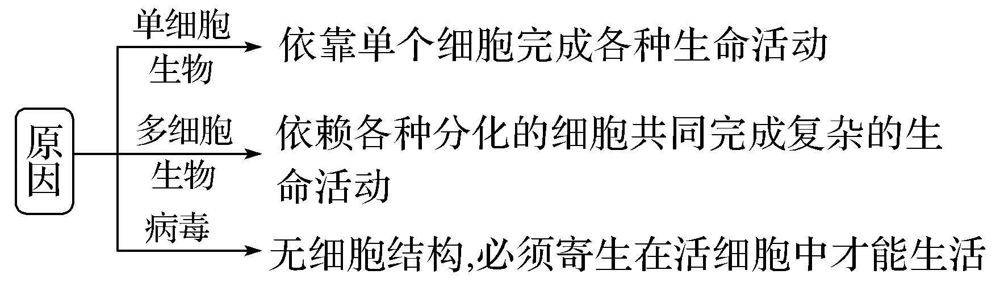 原因
单细胞
生物
依靠单个细胞完成各种生命活动
多细胞
生物
依赖各种分化的细胞共同完成复杂的生
命活动
病毒
无细胞结构,必须寄生在活细胞中才能生活